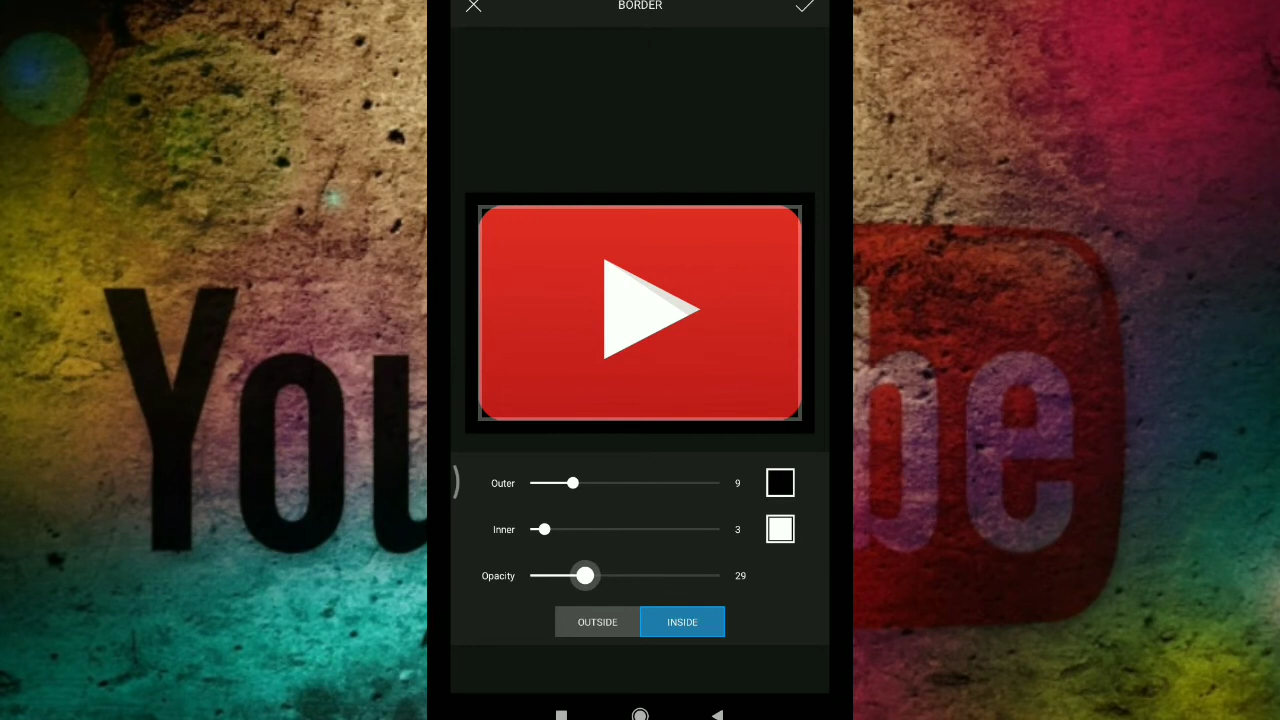 BORDER
You
be
Outer 9
Inner 3
Opacity 29
OUTSIDE INSIDE